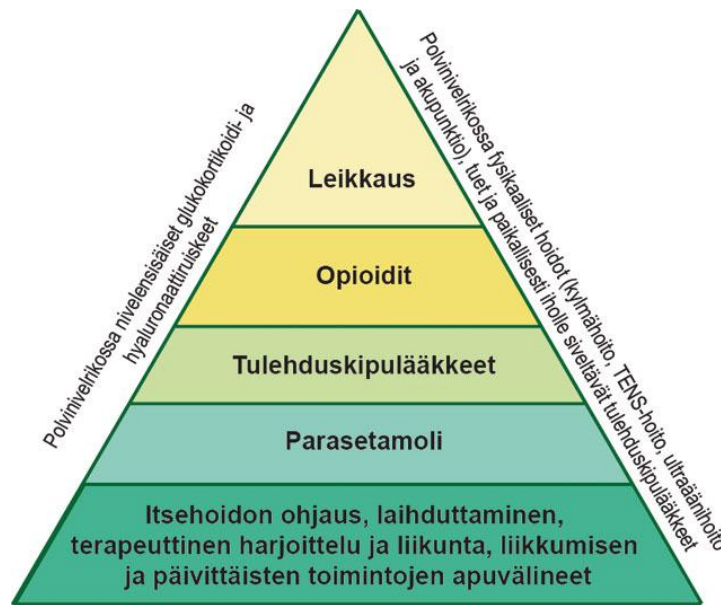 Leikkaus
Opioidit
Tulehduskipulääkkeet
Parasetamoli
Itsehoidon ohjaus, laihduttaminen,
terapeuttinen harjoittelu ja liikunta, liikkumisen
ja päivittäisten toimintojen apuvälineet
Polvinivelrikossa nivelensisäiset glukokortikoidi- ja
hyaluronaattiruiskeet
Polvinivelrikossa fysikaaliset hoidot (kylmähoito, TENS-hoito, ultraäänihoito
ja akupunktio), tuet ja paikallisesti iholle siveltävät tulehduskipulääkkeet